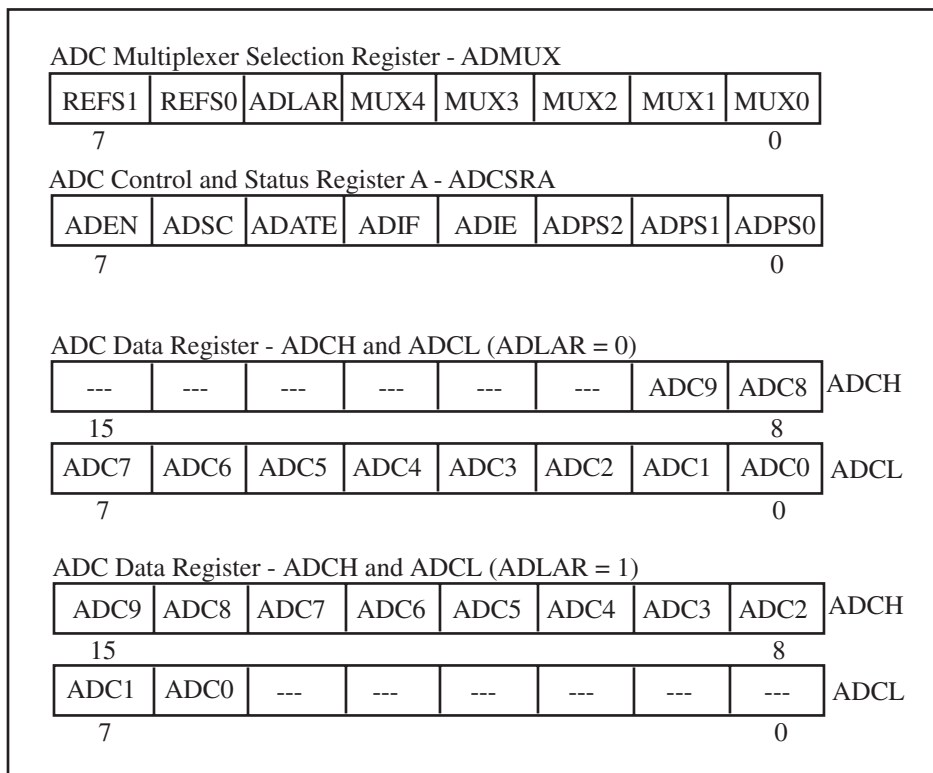 ADC Multiplexer Selection Register - ADMUX
REFS1 REFS0 ADLAR MUX4 MUX3 MUX2 MUX1 MUX0
7 0
ADC Control and Status Register A - ADCSRA
ADEN ADSC ADATE ADIF ADIE ADPS2 ADPS1 ADPS0
7 0
ADC Data Register - ADCH and ADCL (ADLAR = 0)
--- --- --- --- --- --- ADC9 ADC8 ADCH
15 8
ADC7 ADC6 ADC5 ADC4 ADC3 ADC2 ADC1 ADC0 ADCL
7 0
ADC Data Register - ADCH and ADCL (ADLAR = 1)
ADC9 ADC8 ADC7 ADC6 ADC5 ADC4 ADC3 ADC2 ADCH
15 8
ADC1 ADC0 --- --- --- --- --- --- ADCL
7 0